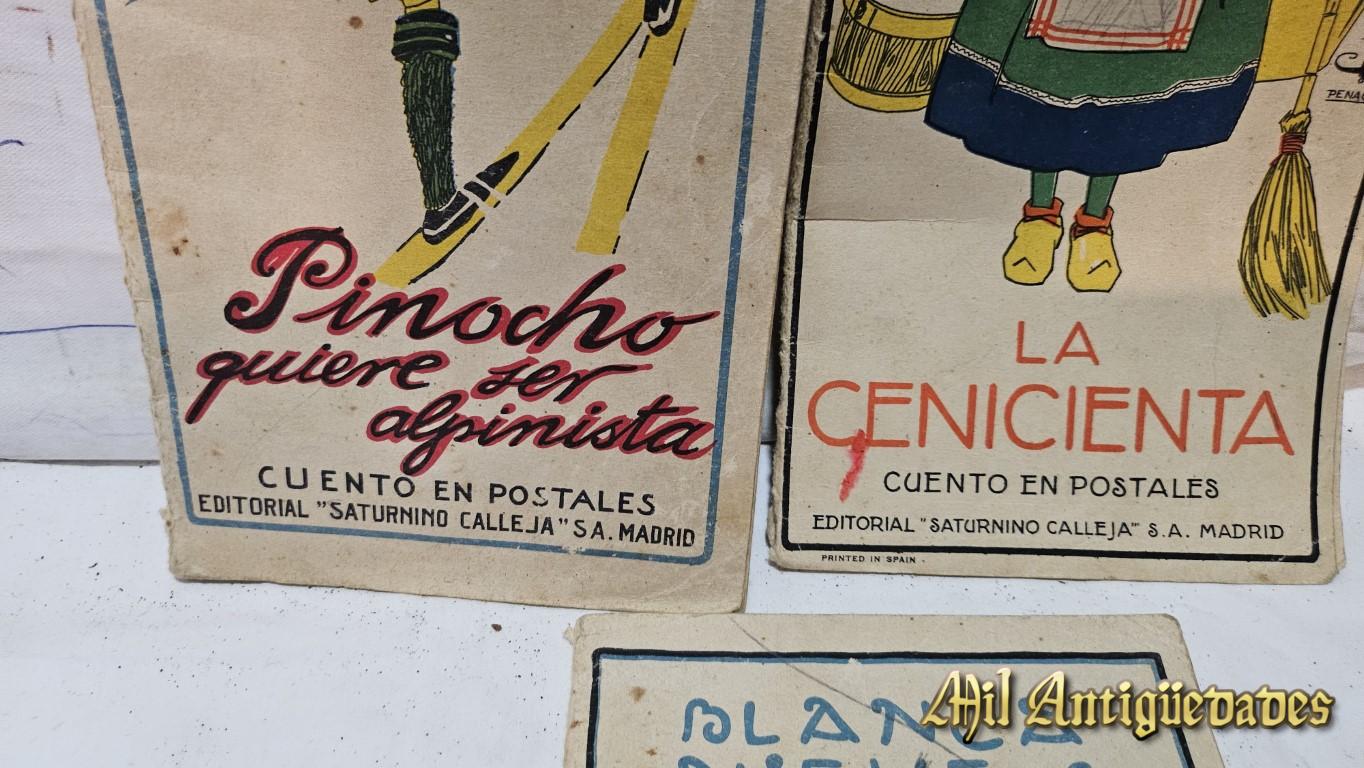 Pinocho
quiere ser
alpinista
CUENTO EN POSTALES
EDITORIAL "SATURNINO CALLEJA" S.A. MADRID
LA
CENICIENTA
CUENTO EN POSTALES
EDITORIAL "SATURNINO CALLEJA" S.A. MADRID
PRINTED IN SPAIN
BLANCA
Mil Antigüedades